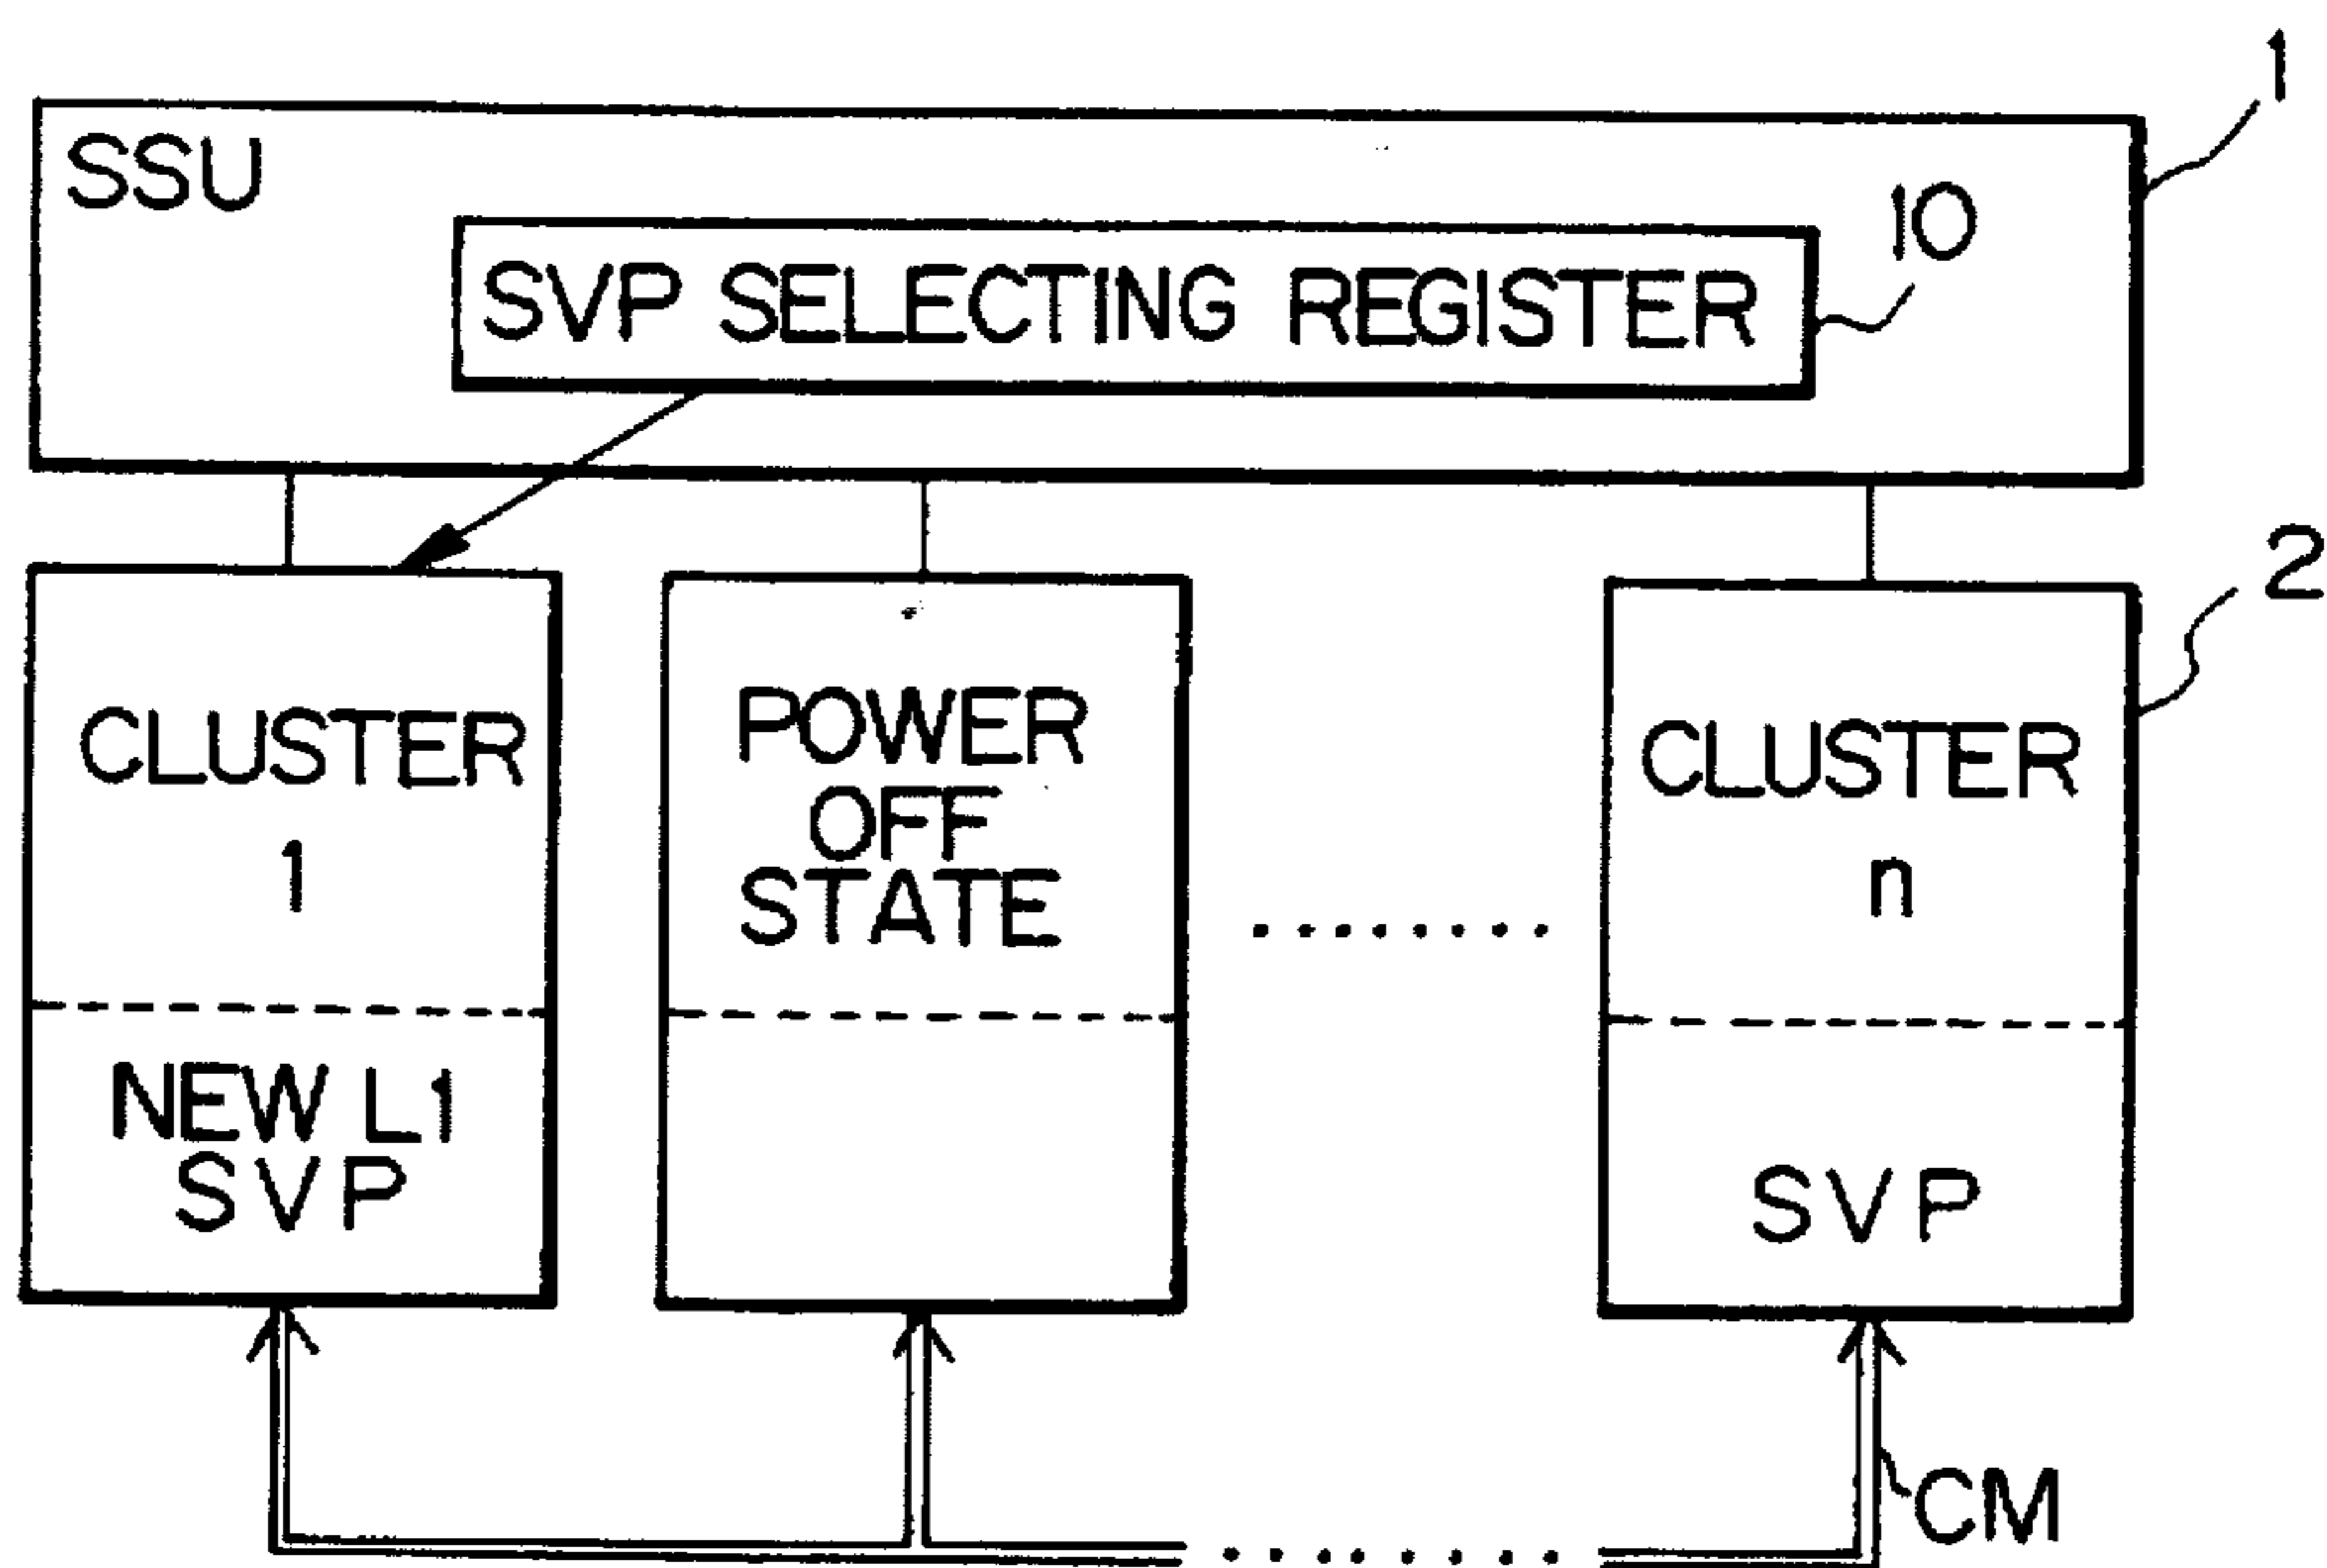 1
SSU
10
SVP SELECTING REGISTER
2
CLUSTER
1
NEW L1
SVP
POWER
OFF
STATE
CLUSTER
n
SVP
CM